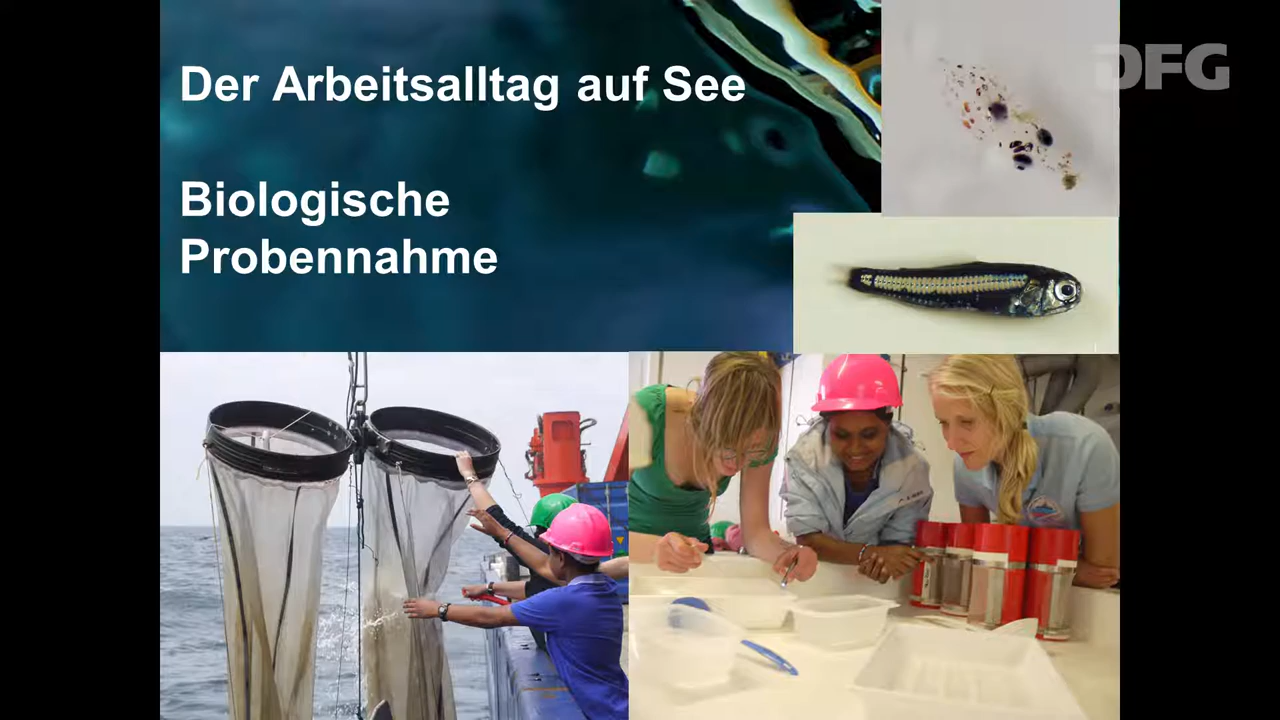 Der Arbeitsalltag auf See
Biologische
Probennahme
DFG